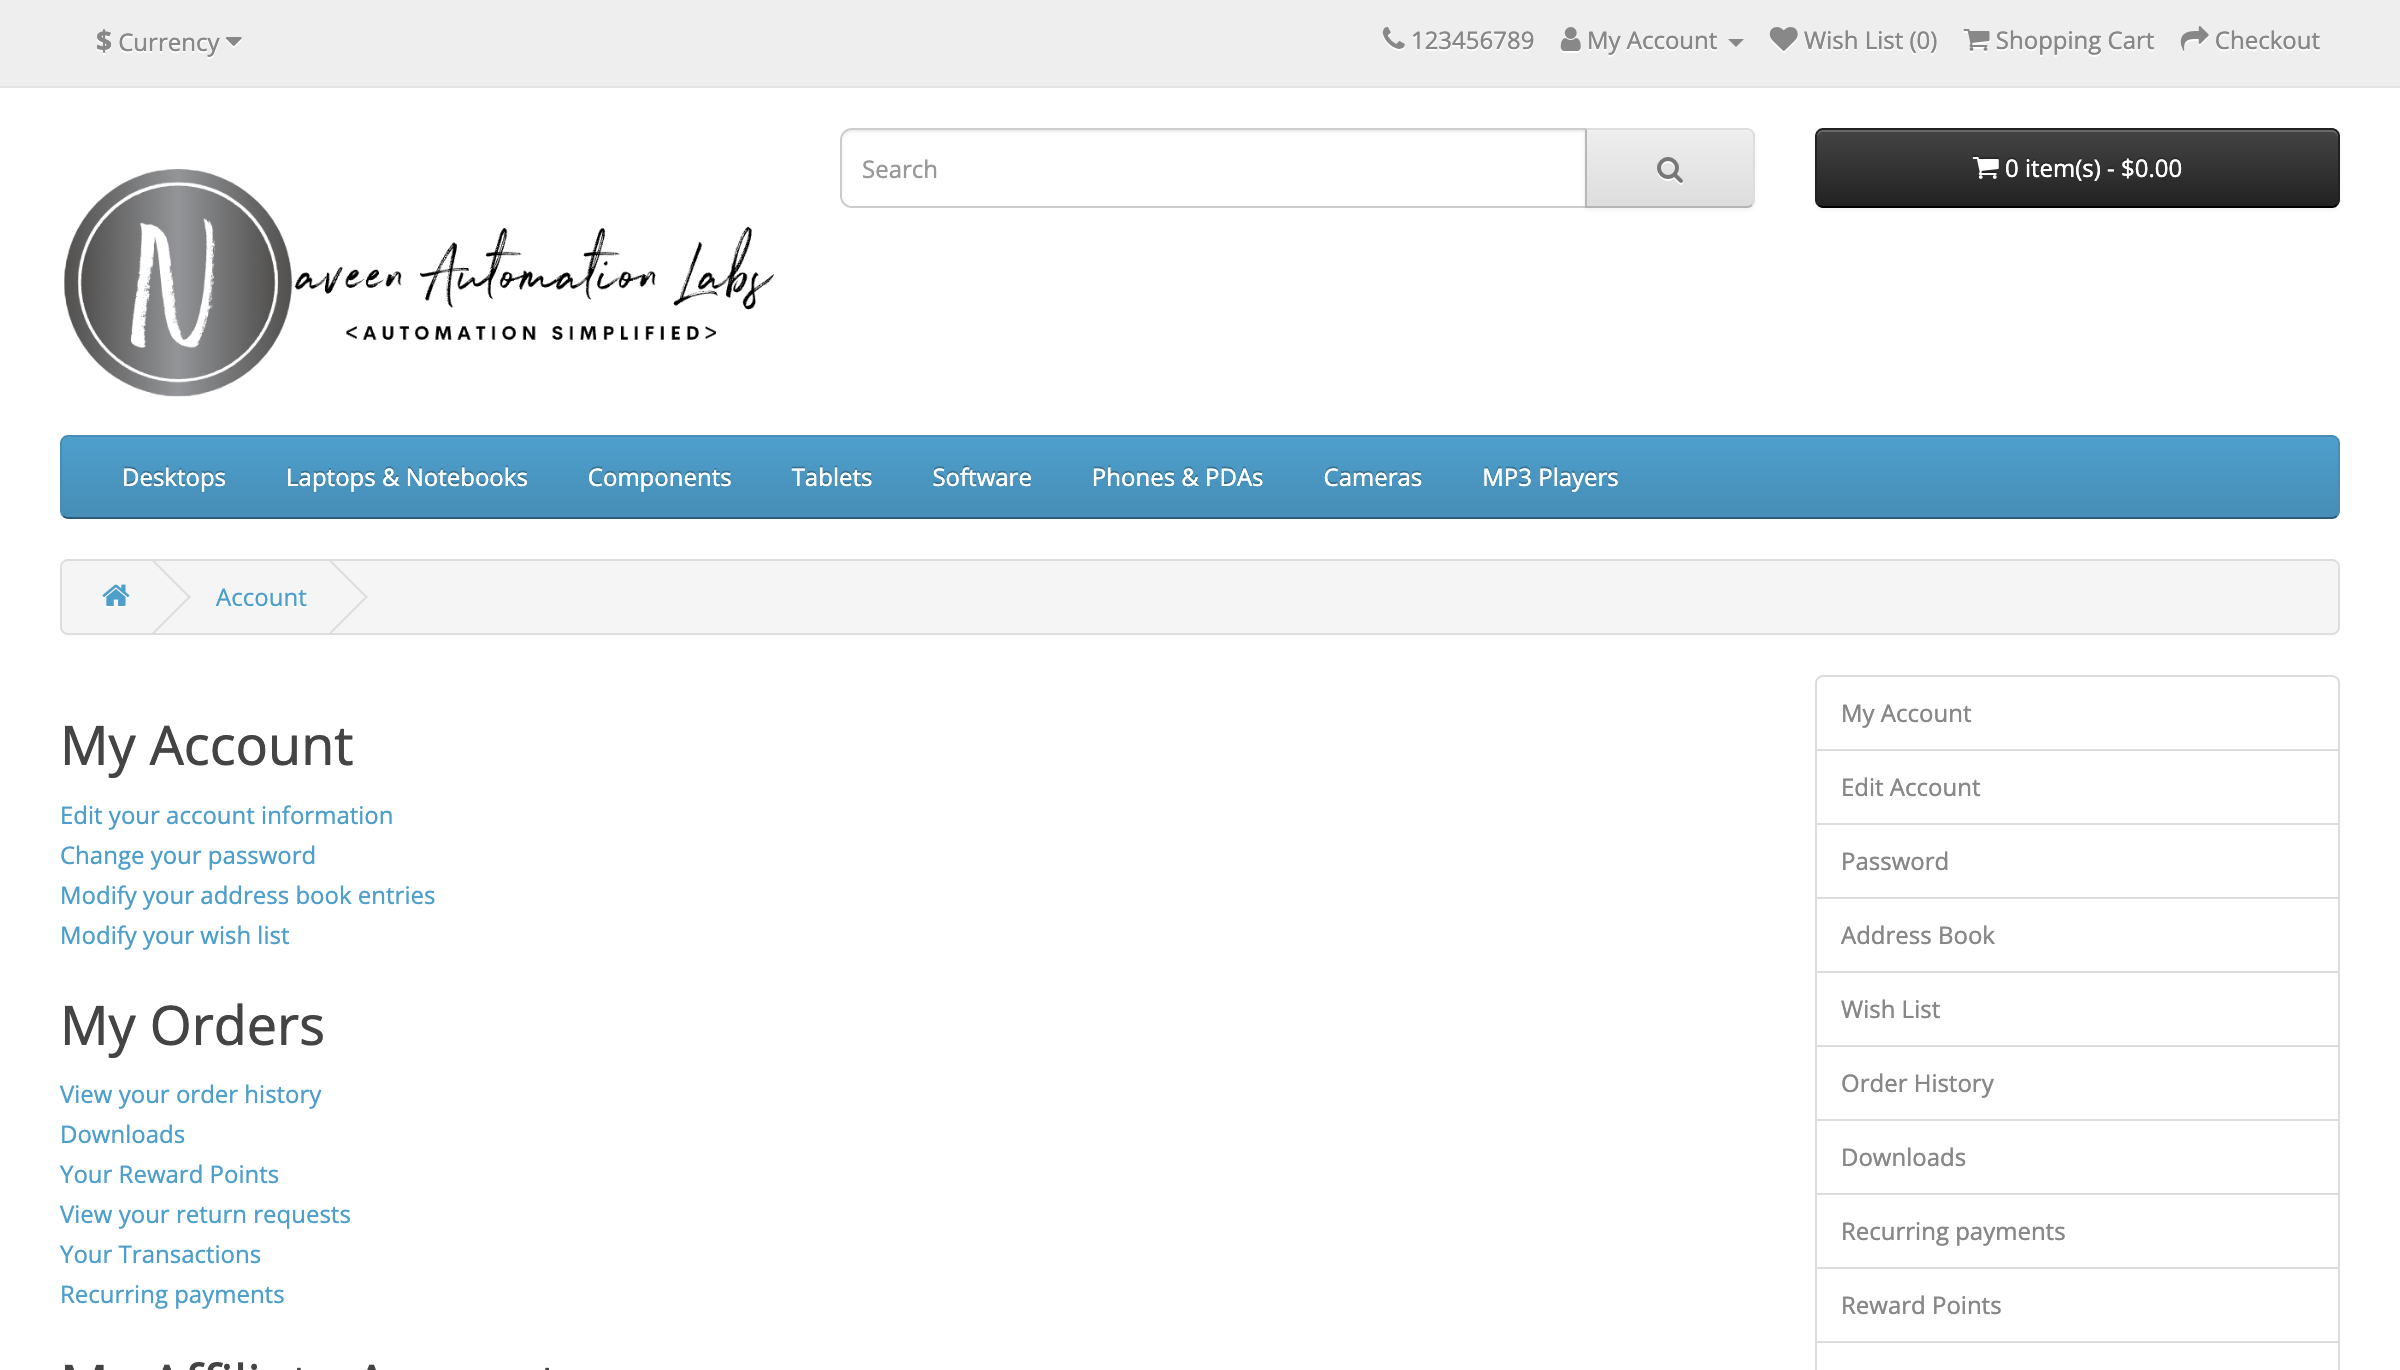 $ Currency
123456789 My Account Wish List (0) Shopping Cart Checkout
Search
0 item(s) - $0.00
Naveen Automation Labs
<AUTOMATION SIMPLIFIED>
Desktops Laptops & Notebooks Components Tablets Software Phones & PDAs Cameras MP3 Players
Account
My Account
Edit your account information
Change your password
Modify your address book entries
Modify your wish list
My Orders
View your order history
Downloads
Your Reward Points
View your return requests
Your Transactions
Recurring payments
My Account
Edit Account
Password
Address Book
Wish List
Order History
Downloads
Recurring payments
Reward Points